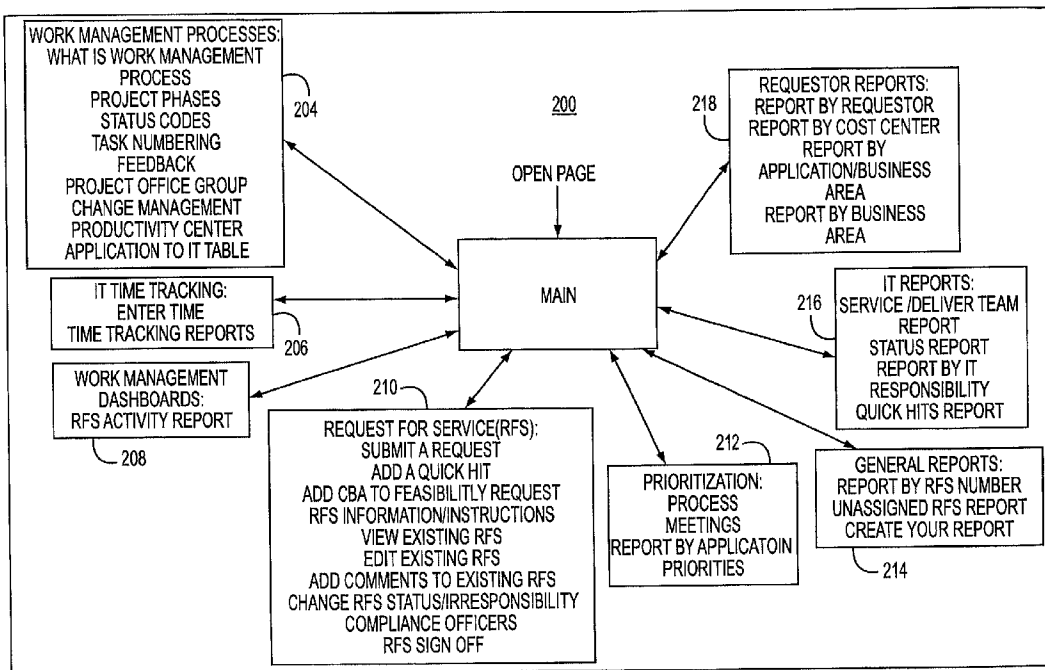 WORK MANAGEMENT PROCESSES:
WHAT IS WORK MANAGEMENT
PROCESS
PROJECT PHASES
STATUS CODES
TASK NUMBERING
FEEDBACK
PROJECT OFFICE GROUP
CHANGE MANAGEMENT
PRODUCTIVITY CENTER
APPLICATION TO IT TABLE
204
200
OPEN PAGE
MAIN
218
REQUESTOR REPORTS:
REPORT BY REQUESTOR
REPORT BY COST CENTER
REPORT BY
APPLICATION/BUSINESS
AREA
REPORT BY BUSINESS
AREA
IT TIME TRACKING:
ENTER TIME
TIME TRACKING REPORTS
206
216
IT REPORTS:
SERVICE /DELIVER TEAM
REPORT
STATUS REPORT
REPORT BY IT
RESPONSIBILITY
QUICK HITS REPORT
WORK MANAGEMENT
DASHBOARDS:
RFS ACTIVITY REPORT
208
210
REQUEST FOR SERVICE(RFS):
SUBMIT A REQUEST
ADD A QUICK HIT
ADD CBA TO FEASIBILITLY REQUEST
RFS INFORMATION/INSTRUCTIONS
VIEW EXISTING RFS
EDIT EXISTING RFS
ADD COMMENTS TO EXISTING RFS
CHANGE RFS STATUS/IRRESPONSIBILITY
COMPLIANCE OFFICERS
RFS SIGN OFF
212
PRIORITIZATION:
PROCESS
MEETINGS
REPORT BY APPLICATOIN
PRIORITIES
GENERAL REPORTS:
REPORT BY RFS NUMBER
UNASSIGNED RFS REPORT
CREATE YOUR REPORT
214